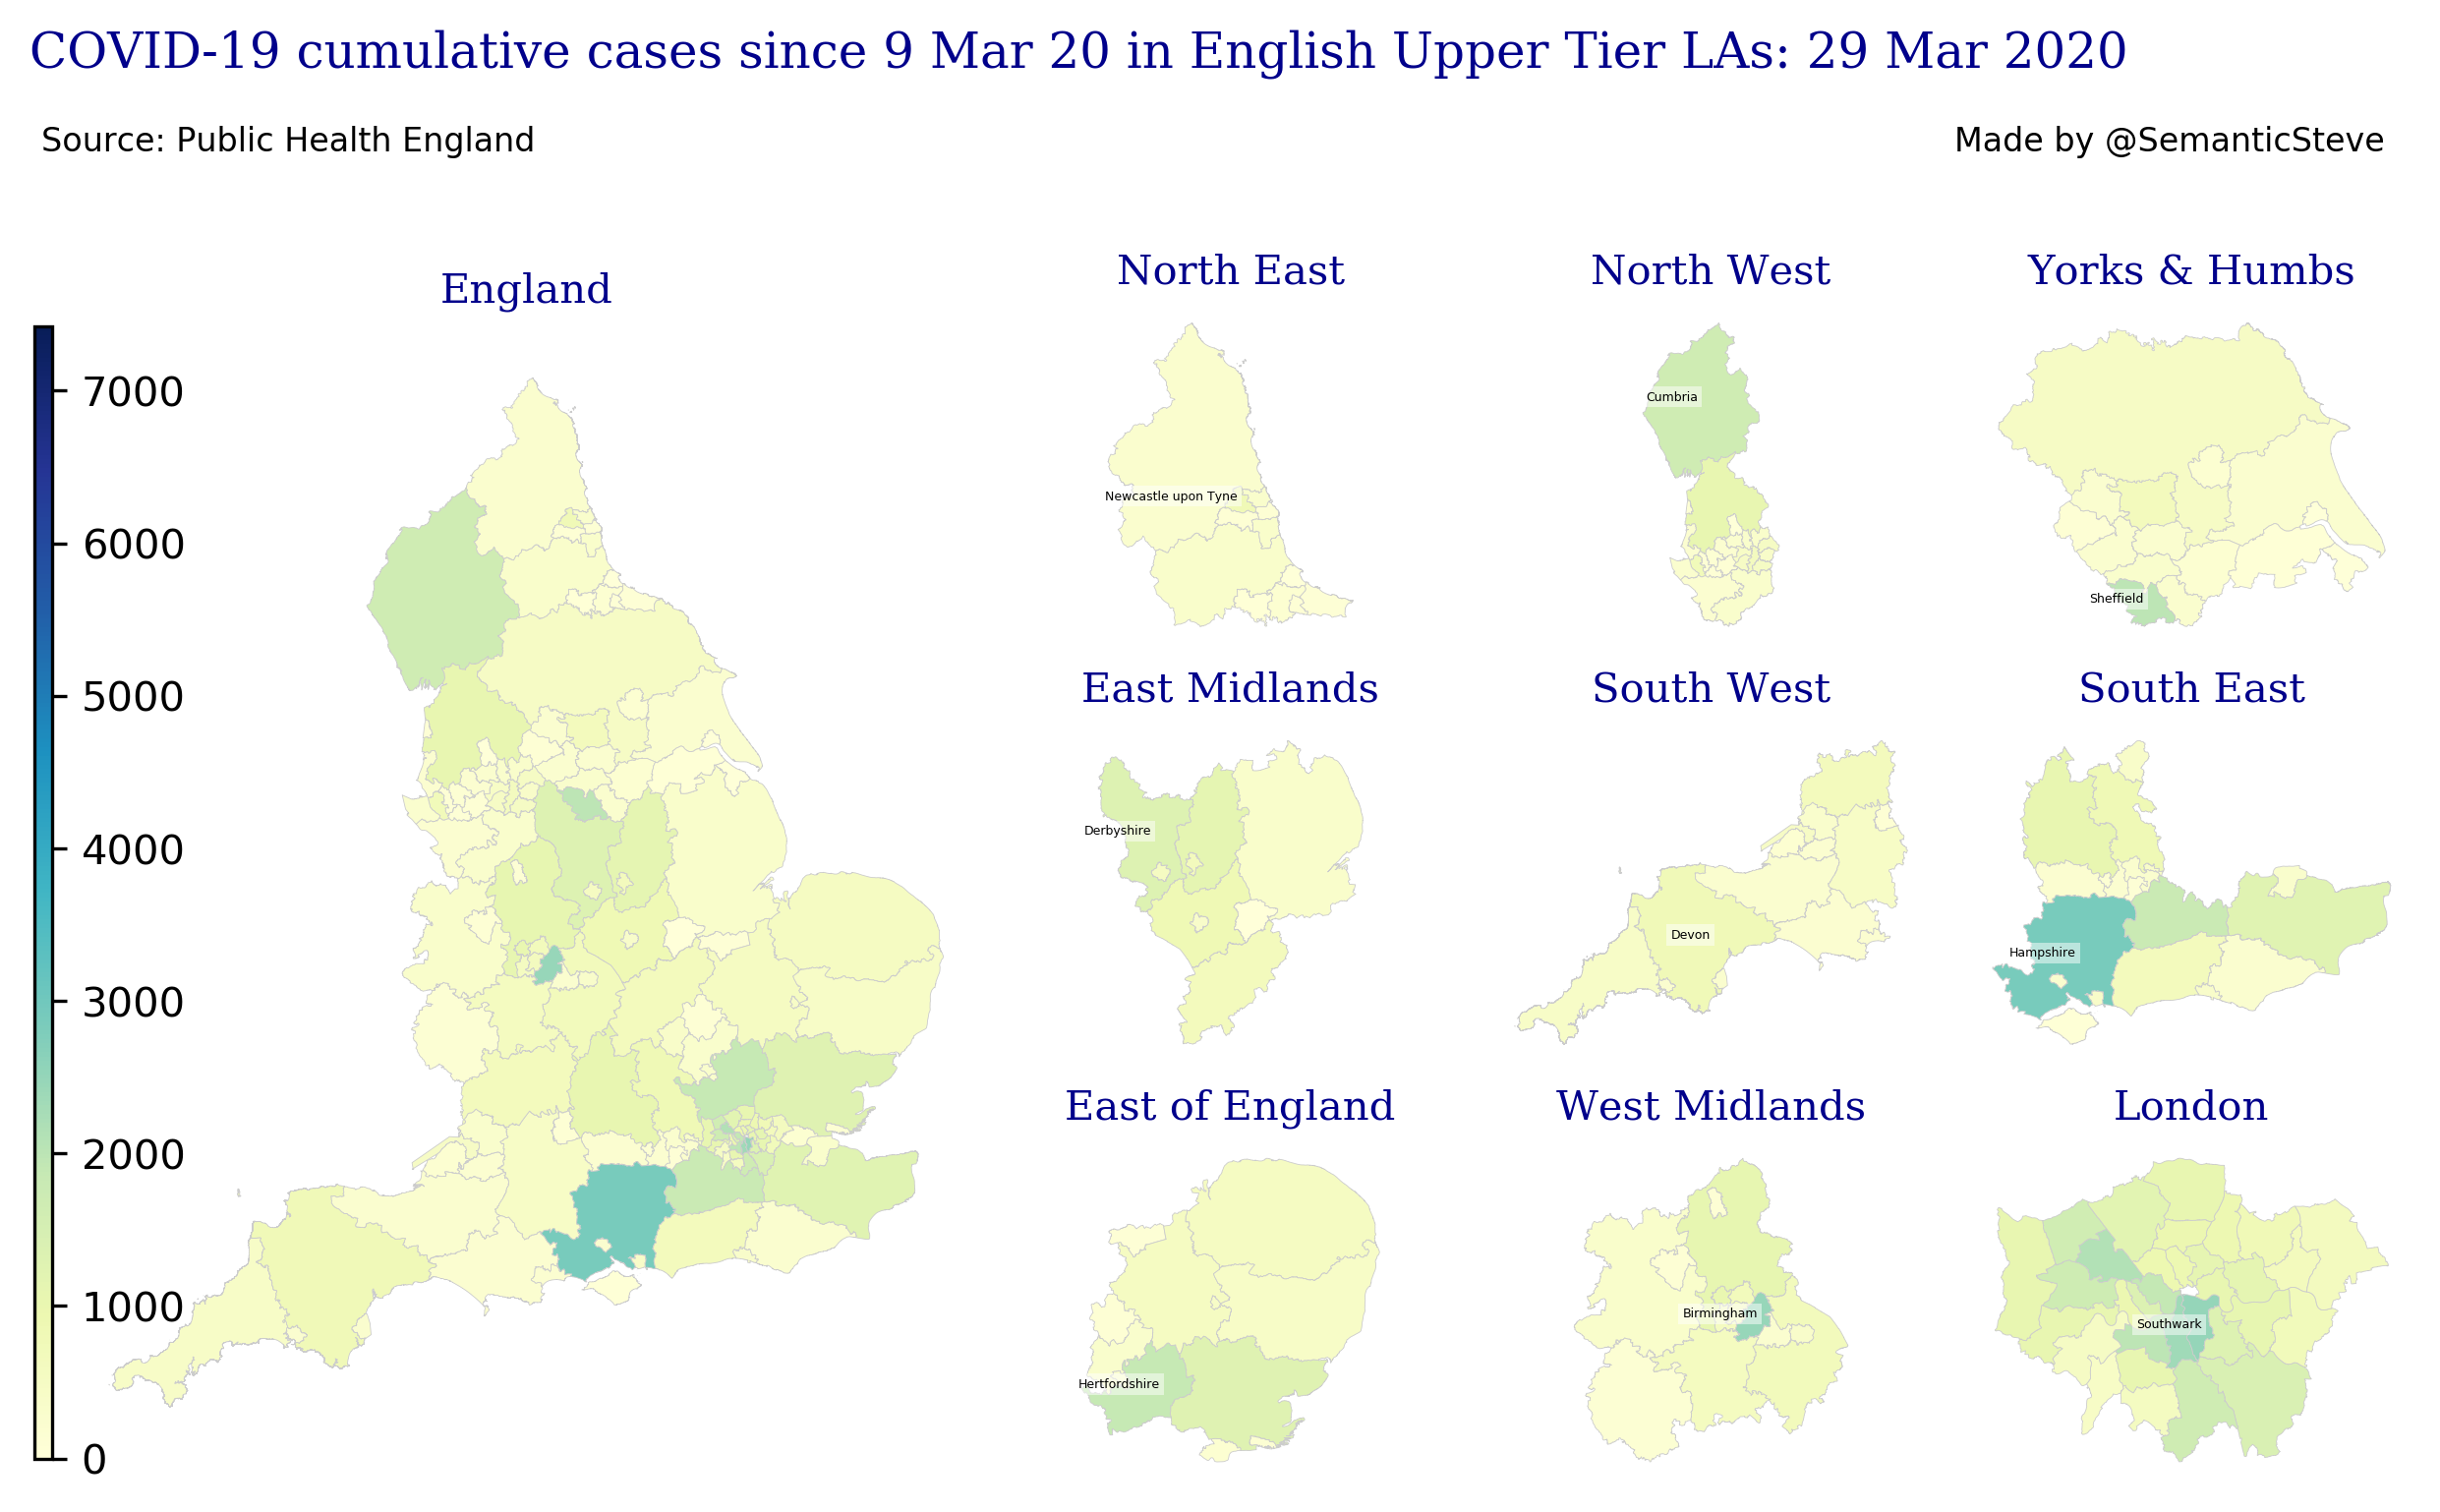 COVID-19 cumulative cases since 9 Mar 20 in English Upper Tier LAs: 29 Mar 2020
Source: Public Health England
Made by @SemanticSteve
England
7000
6000
5000
4000
3000
2000
1000
0
North East
Newcastle upon Tyne
North West
Cumbria
Yorks & Humbs
Sheffield
East Midlands
Derbyshire
South West
Devon
South East
Hampshire
East of England
Hertfordshire
West Midlands
Birmingham
London
Southwark